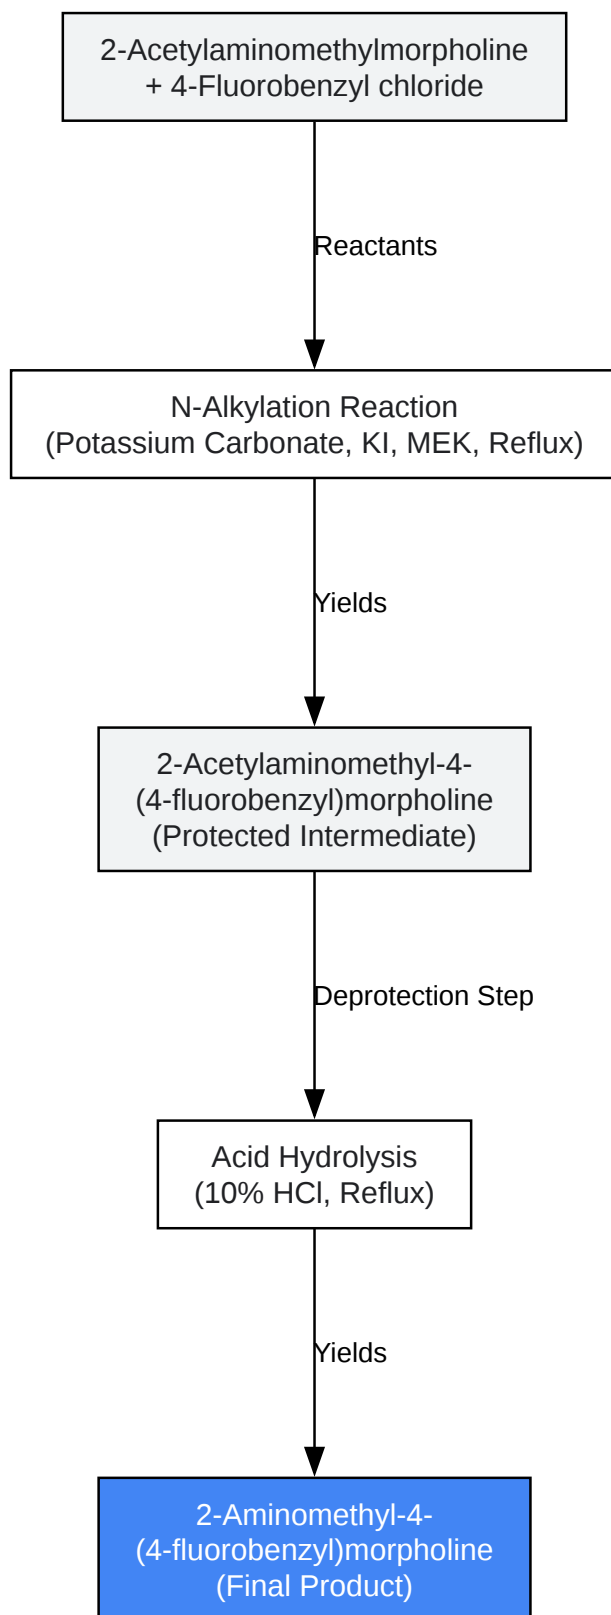 2-Acetylaminomethylmorpholine
+ 4-Fluorobenzyl chloride
Reactants
N-Alkylation Reaction
(Potassium Carbonate, KI, MEK, Reflux)
Yields
2-Acetylaminomethyl-4-
(4-fluorobenzyl)morpholine
(Protected Intermediate)
Deprotection Step
Acid Hydrolysis
(10% HCl, Reflux)
Yields
2-Aminomethyl-4-
(4-fluorobenzyl)morpholine
(Final Product)